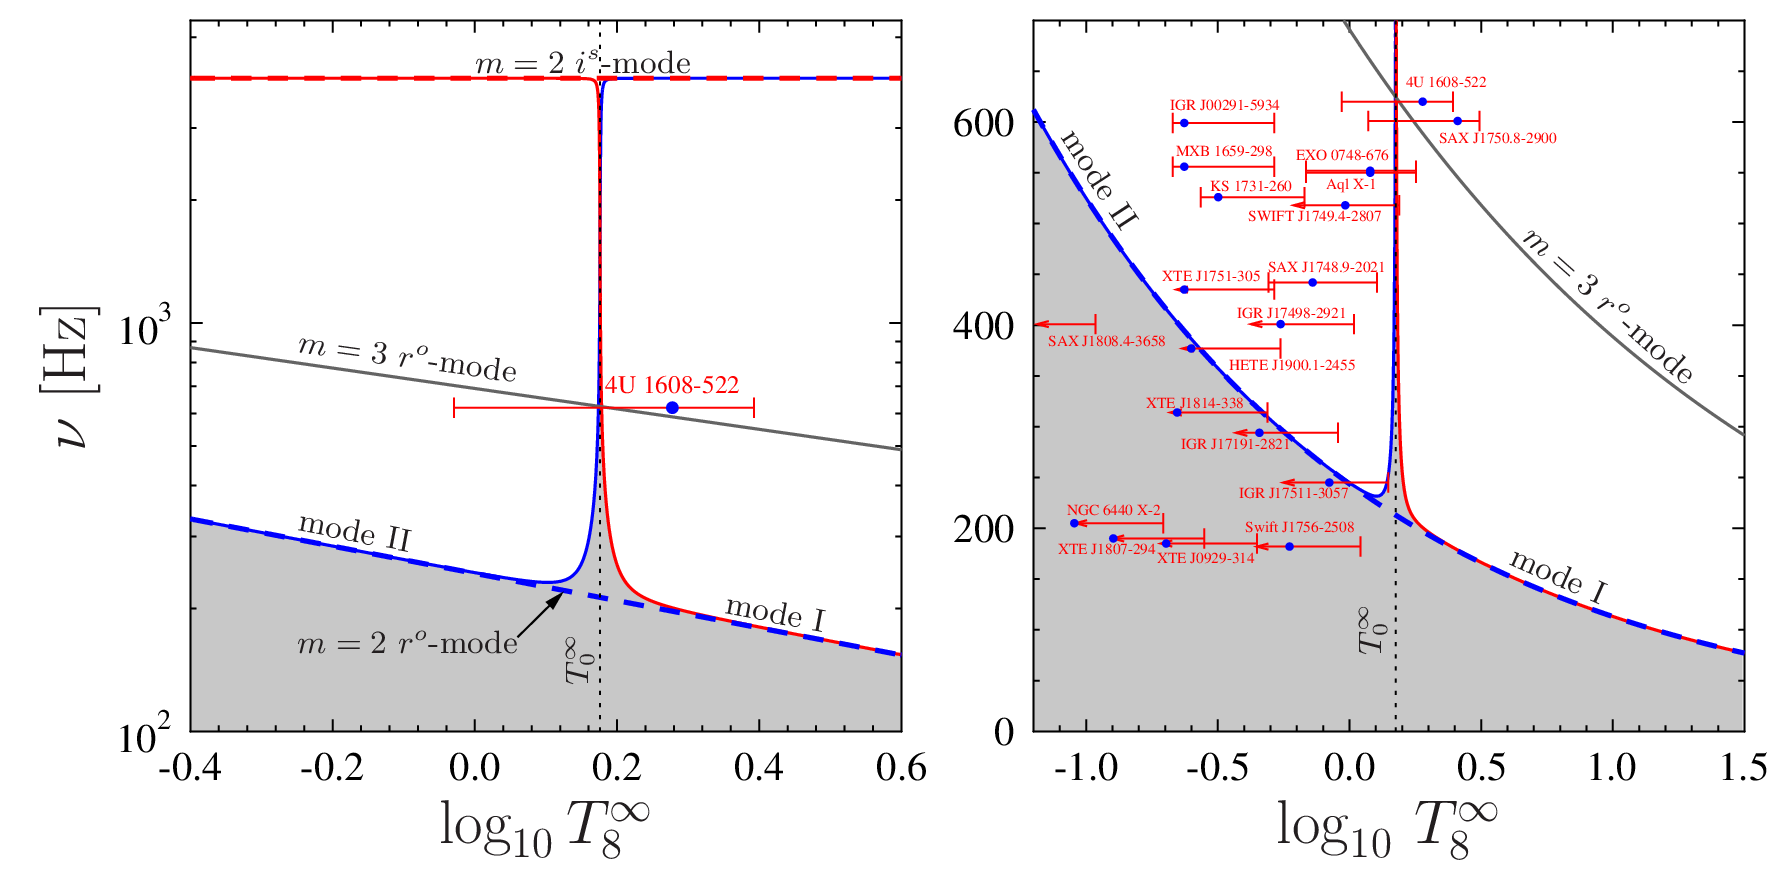 m = 2 i^s-mode
m = 3 r^o-mode
4U 1608-522
mode II
mode I
m = 2 r^o-mode
T_0^∞
10^3
10^2
ν [Hz]
-0.4 -0.2 0.0 0.2 0.4 0.6
log_10 T_8^∞
600
400
200
0
4U 1608-522
IGR J00291-5934
SAX J1750.8-2900
MXB 1659-298
EXO 0748-676
KS 1731-260
Aql X-1
SWIFT J1749.4-2807
mode II
XTE J1751-305
SAX J1748.9-2021
m = 3 r^o-mode
IGR J17498-2921
SAX J1808.4-3658
HETE J1900.1-2455
XTE J1814-338
IGR J17191-2821
IGR J17511-3057
NGC 6440 X-2
Swift J1756-2508
XTE J1807-294
XTE J0929-314
mode I
T_0^∞
-1.0 -0.5 0.0 0.5 1.0 1.5
log_10 T_8^∞